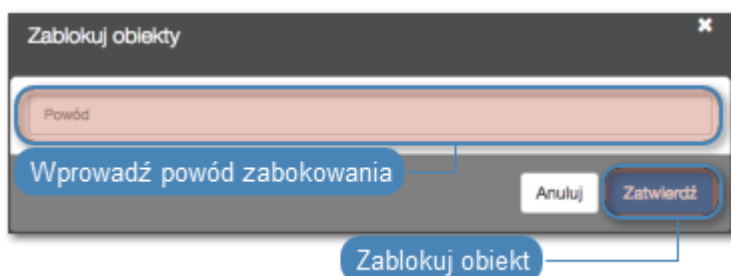 Zablokuj obiekty
Powód
Wprowadź powód zabokowania
Anuluj Zatwierdź
Zablokuj obiekt